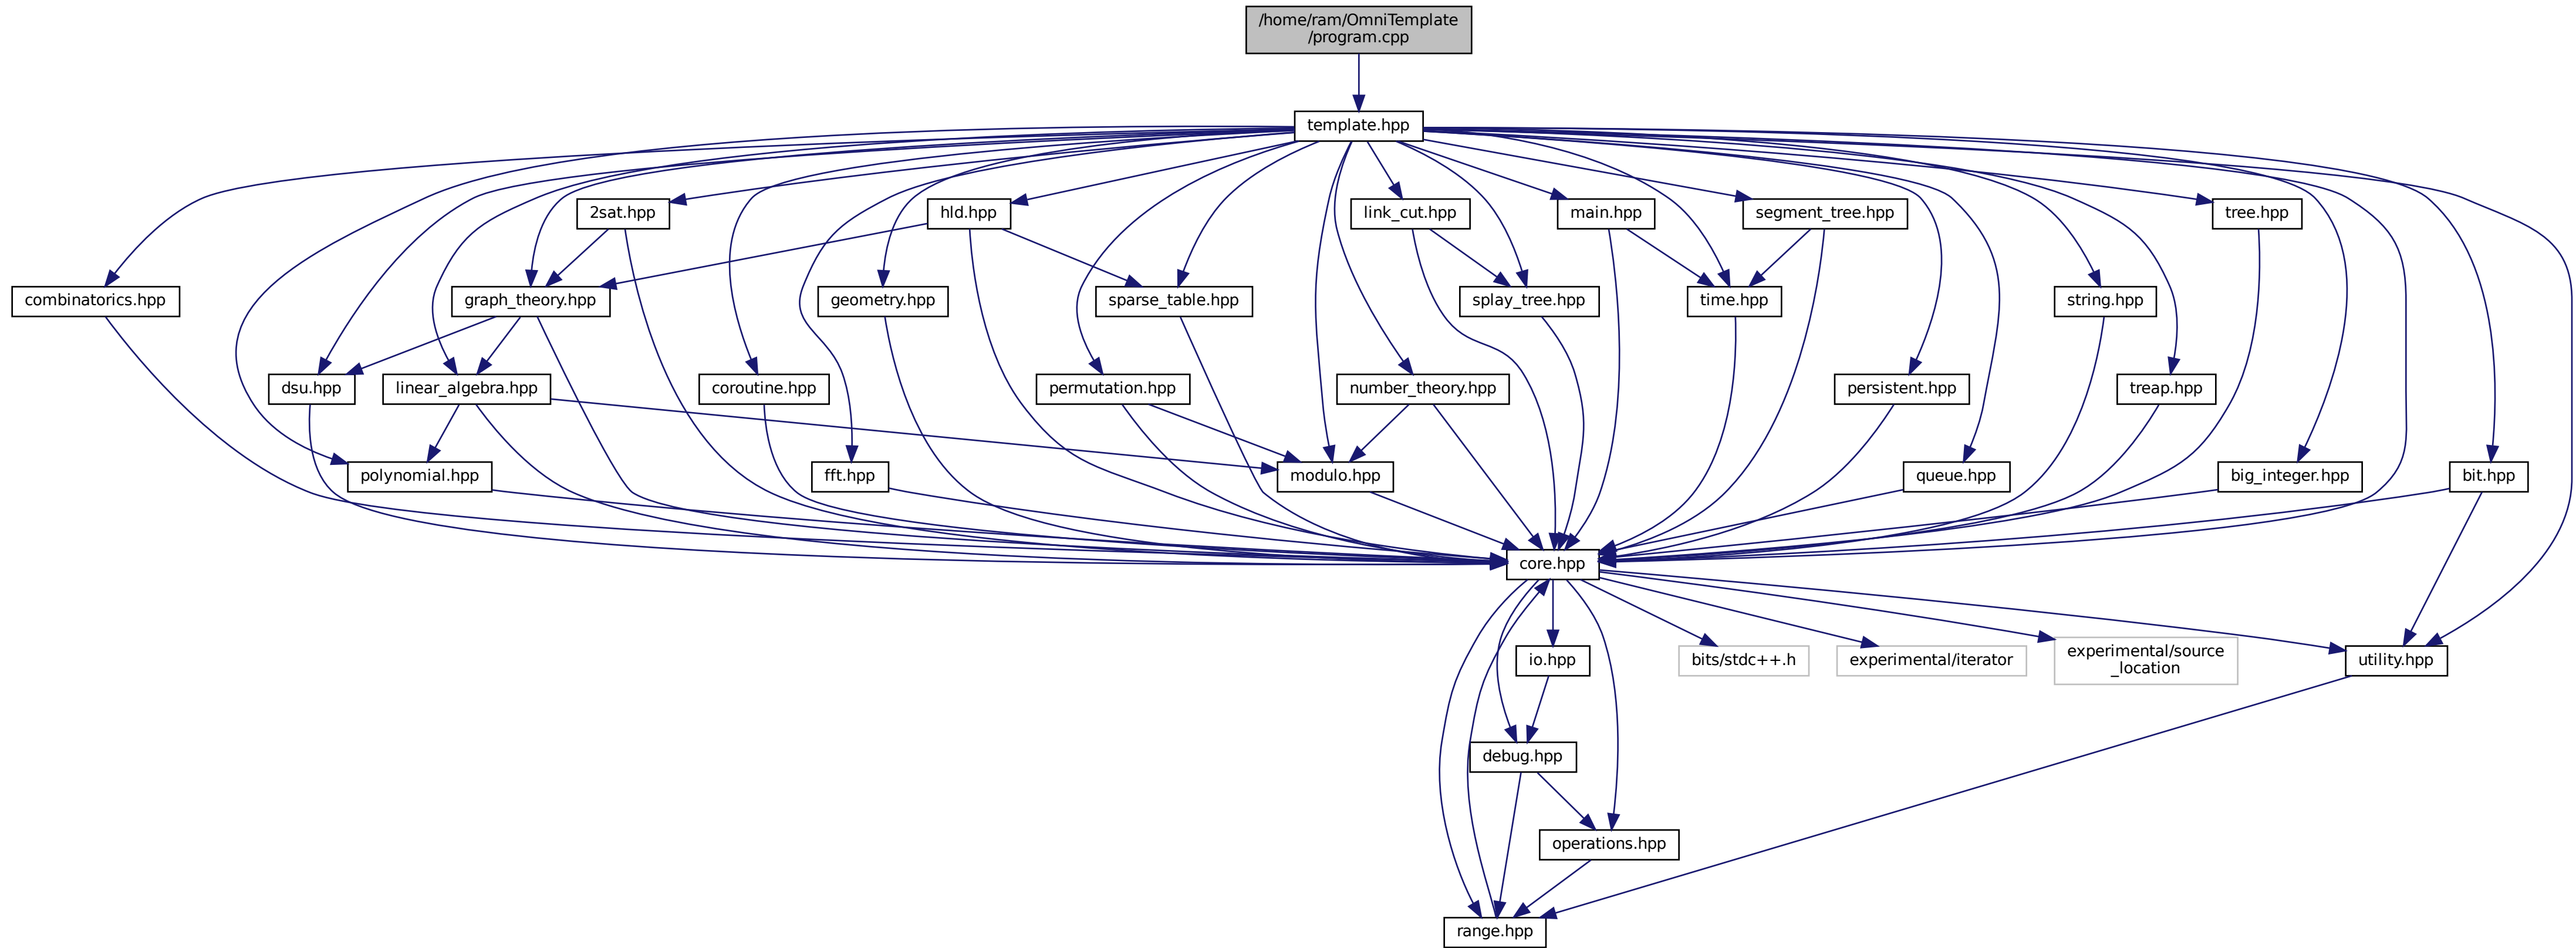 /home/ram/OmniTemplate
/program.cpp
template.hpp
2sat.hpp
hld.hpp
link_cut.hpp
main.hpp
segment_tree.hpp
tree.hpp
combinatorics.hpp
graph_theory.hpp
geometry.hpp
sparse_table.hpp
splay_tree.hpp
time.hpp
string.hpp
dsu.hpp
linear_algebra.hpp
coroutine.hpp
permutation.hpp
number_theory.hpp
persistent.hpp
treap.hpp
polynomial.hpp
fft.hpp
modulo.hpp
queue.hpp
big_integer.hpp
bit.hpp
core.hpp
io.hpp
bits/stdc++.h
experimental/iterator
experimental/source
_location
utility.hpp
debug.hpp
operations.hpp
range.hpp